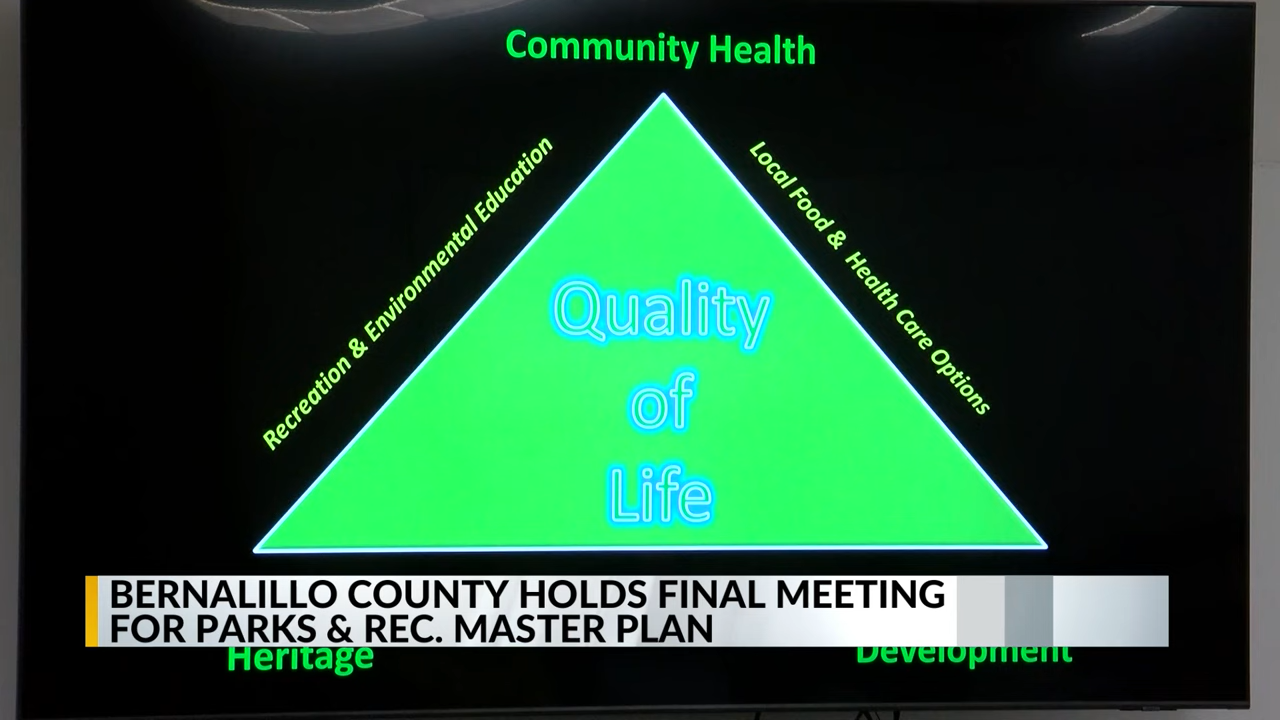 Community Health
Recreation & Environmental Education
Local Food & Health Care Options
Quality
of
Life
BERNALILLO COUNTY HOLDS FINAL MEETING
FOR PARKS & REC. MASTER PLAN
Heritage
Development